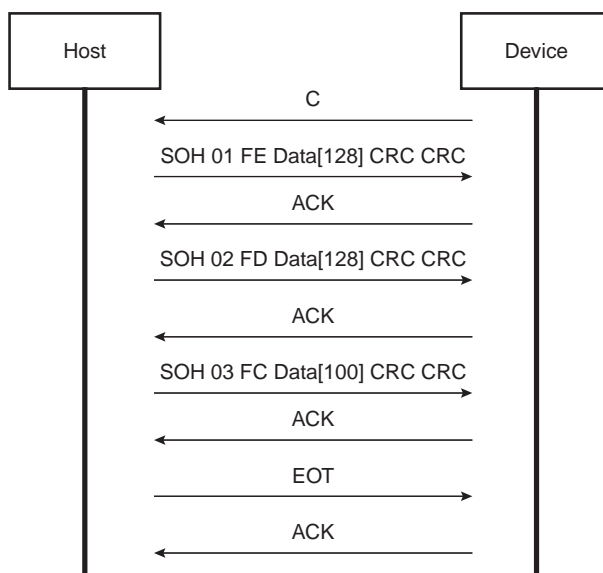 Host
Device
C
SOH 01 FE Data[128] CRC CRC
ACK
SOH 02 FD Data[128] CRC CRC
ACK
SOH 03 FC Data[100] CRC CRC
ACK
EOT
ACK